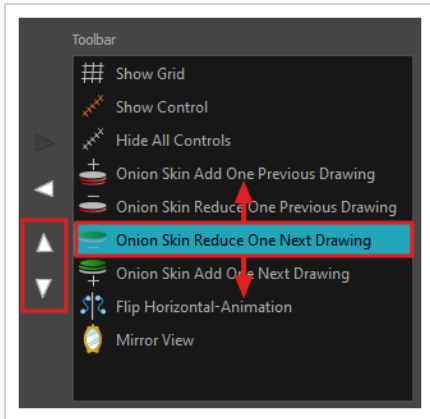 Toolbar
Show Grid
Show Control
Hide All Controls
Onion Skin Add One Previous Drawing
Onion Skin Reduce One Previous Drawing
Onion Skin Reduce One Next Drawing
Onion Skin Add One Next Drawing
Flip Horizontal-Animation
Mirror View